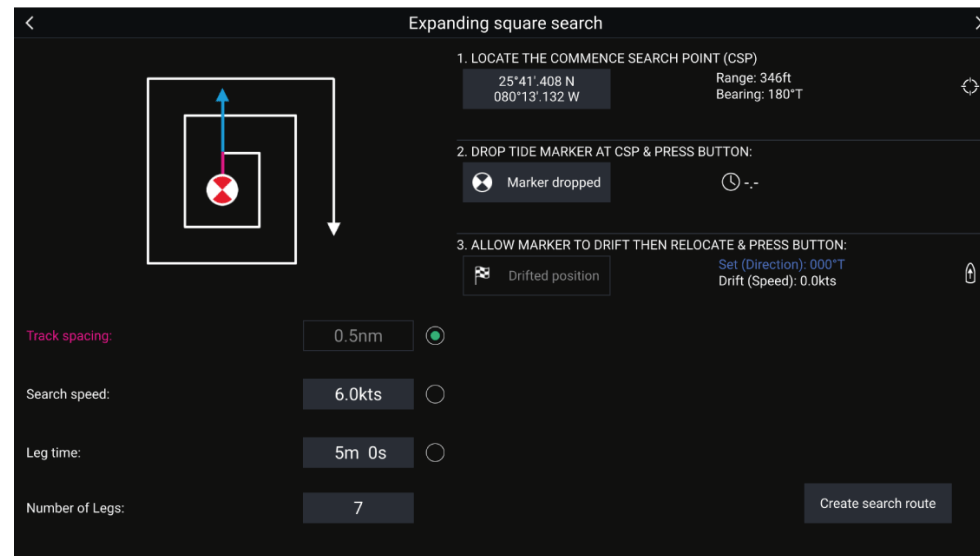 Expanding square search
1. LOCATE THE COMMENCE SEARCH POINT (CSP)
25°41'.408 N
080°13'.132 W
Range: 346ft
Bearing: 180°T
2. DROP TIDE MARKER AT CSP & PRESS BUTTON:
Marker dropped
-.-
3. ALLOW MARKER TO DRIFT THEN RELOCATE & PRESS BUTTON:
Drifted position
Set (Direction): 000°T
Drift (Speed): 0.0kts
Track spacing:
0.5nm
Search speed:
6.0kts
Leg time:
5m 0s
Number of Legs:
7
Create search route